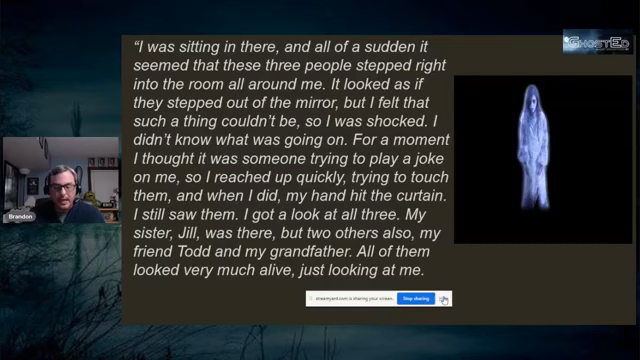 GHOSTED
“I was sitting in there, and all of a sudden it
seemed that these three people stepped right
into the room all around me. It looked as if
they stepped out of the mirror, but I felt that
such a thing couldn’t be, so I was shocked. I
didn’t know what was going on. For a moment
I thought it was someone trying to play a joke
on me, so I reached up quickly, trying to touch
them, and when I did, my hand hit the curtain.
I still saw them. I got a look at all three. My
sister, Jill, was there, but two others also, my
friend Todd and my grandfather. All of them
looked very much alive, just looking at me.
Brandon
streamyard.com is sharing your screen.
Stop sharing